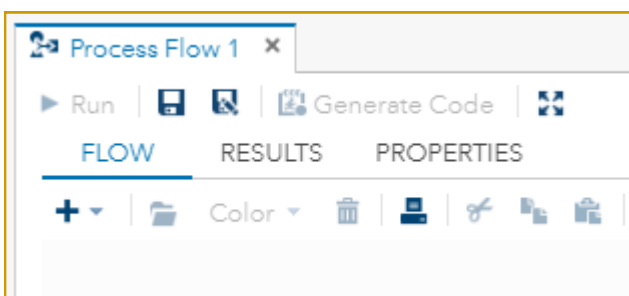 Process Flow 1
Run Generate Code
FLOW RESULTS PROPERTIES
Color